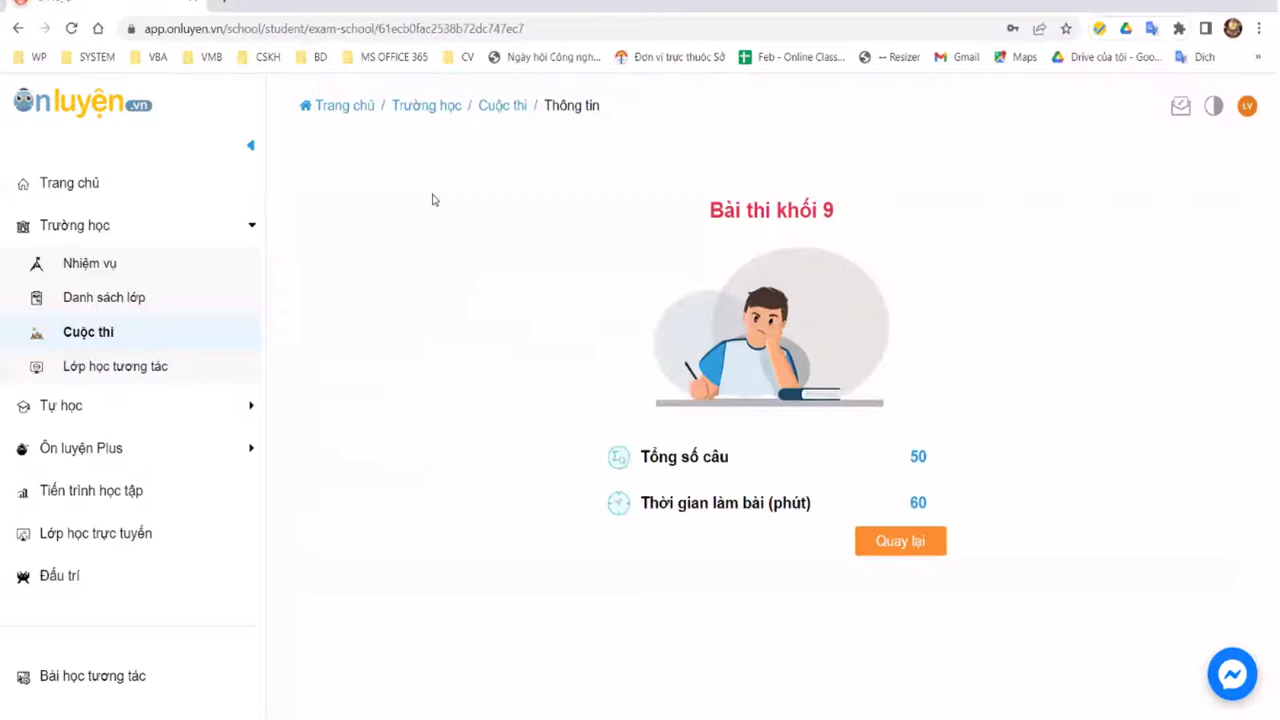 app.onluyen.vn/school/student/exam-school/61ecb0fac2538b72dc747ec7
WP SYSTEM VBA VMB CSKH BD MS OFFICE 365 CV Ngày hội Công ngh... Đơn vị trực thuộc Sở Feb - Online Class... -- Resizer Gmail Maps Drive của tôi - Goo... Dịch »
Ônluyện.vn
Trang chủ / Trường học / Cuộc thi / Thông tin
LV
Trang chủ
Trường học
Nhiệm vụ
Danh sách lớp
Cuộc thi
Lớp học tương tác
Tự học
Ôn luyện Plus
Tiến trình học tập
Lớp học trực tuyến
Đấu trí
Bài học tương tác
Bài thi khối 9
Tổng số câu 50
Thời gian làm bài (phút) 60
Quay lại